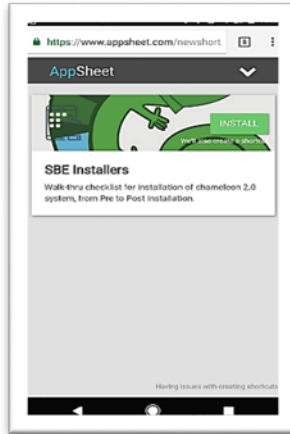 https://www.appsheet.com/newshort
AppSheet
INSTALL
We'll also create a shortcut
SBE Installers
Walk-thru checklist for installation of chameleon 2.0
system, from Pre to Post Installation.
Having issues with creating shortcuts